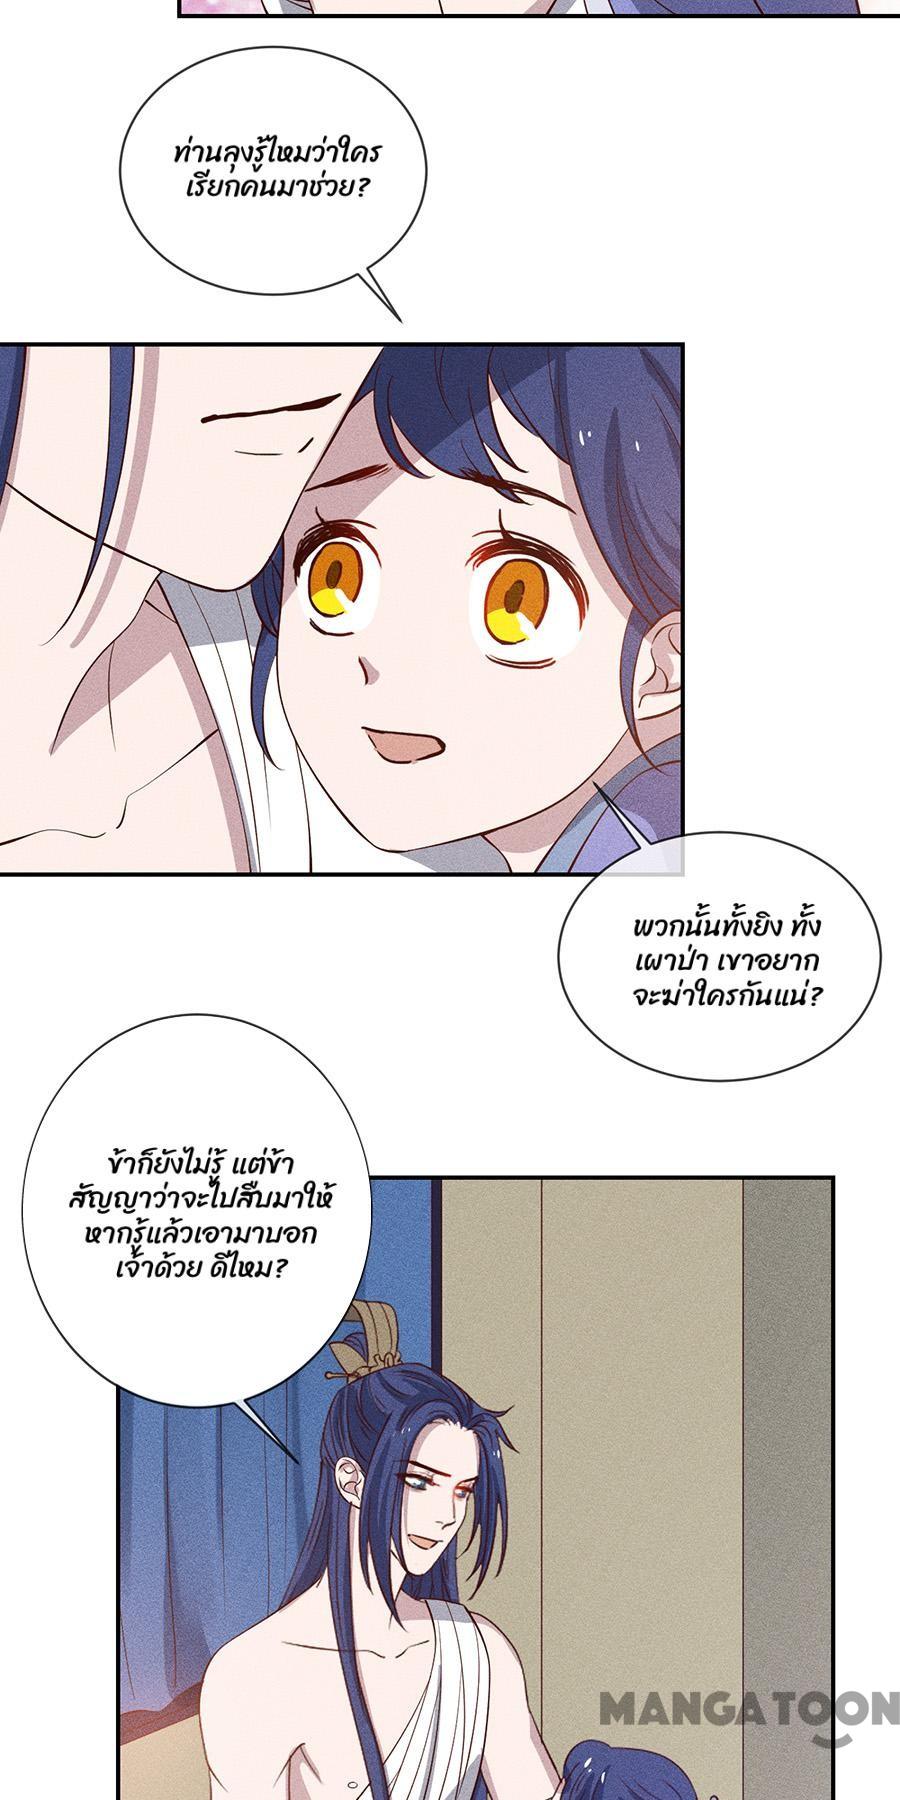 ท่านลุงรู้ไหมว่าใคร
เรียกคนมาช่วย?
พวกนั้นทั้งยิง ทั้ง
เผาป่า เขาอยาก
จะฆ่าใครกันแน่?
ข้าก็ยังไม่รู้ แต่ข้า
สัญญาว่าจะไปสืบมาให้
หากรู้แล้วเอามาบอก
เจ้าด้วย ดีไหม?
MANGATOON